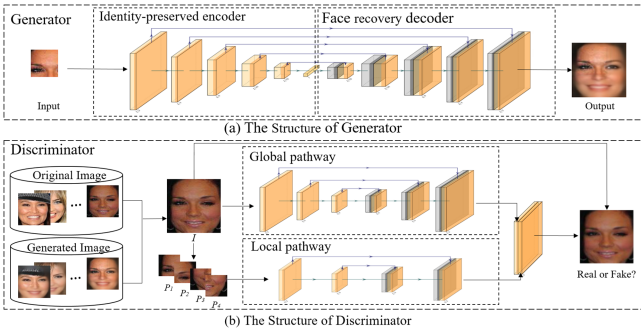 Generator
Identity-preserved encoder
Face recovery decoder
Input
Output
(a) The Structure of Generator
Discriminator
Original Image
Generated Image
I
P1
P2
P3
P4
Global pathway
Local pathway
Real or Fake?
(b) The Structure of Discriminator